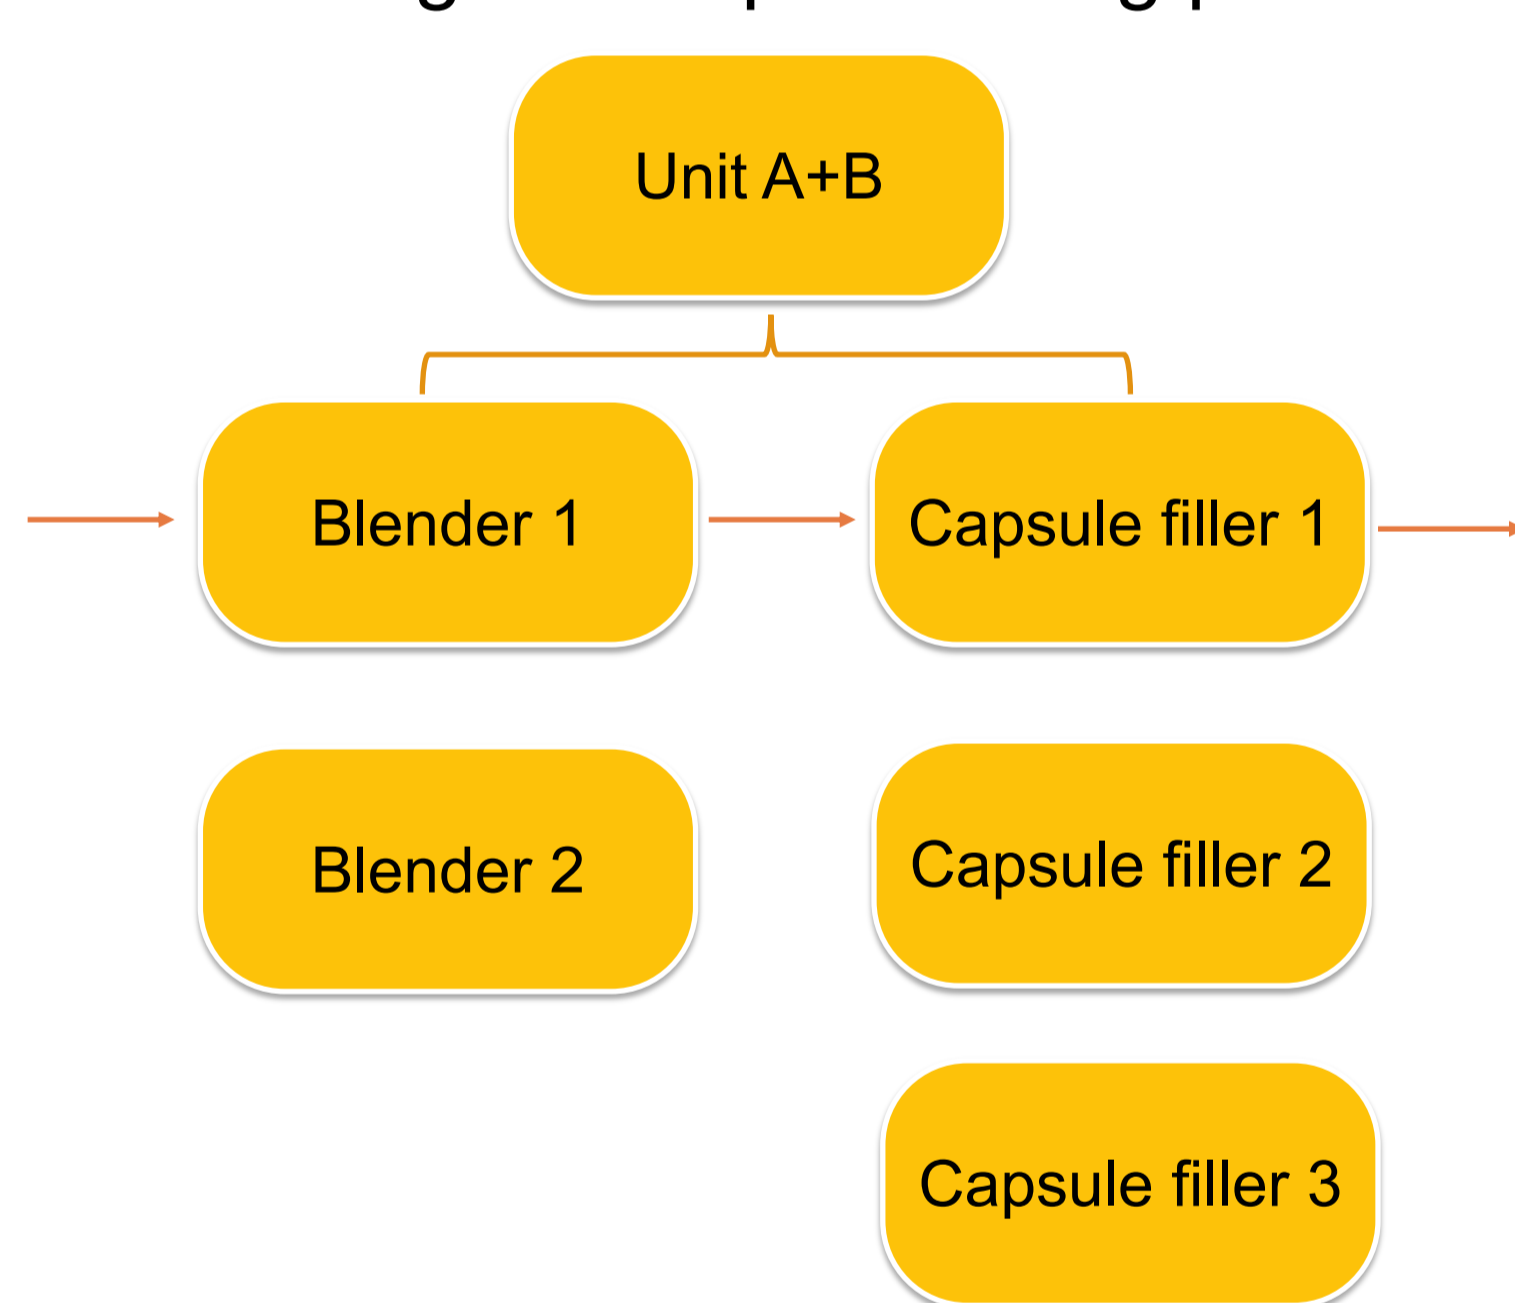 Unit A+B
Blender 1
Capsule filler 1
Blender 2
Capsule filler 2
Capsule filler 3